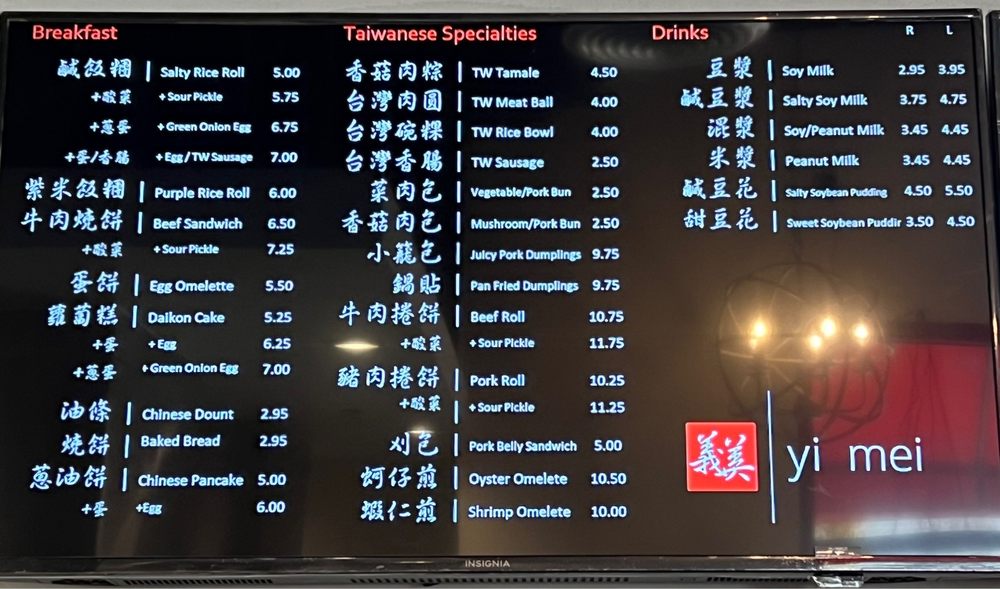 Breakfast
鹹飯糰 | Salty Rice Roll 5.00
+酸菜 +Sour Pickle 5.75
+蔥蛋 +Green Onion Egg 6.75
+蛋/香腸 +Egg/TW Sausage 7.00
紫米飯糰 | Purple Rice Roll 6.00
牛肉燒餅 | Beef Sandwich 6.50
+酸菜 +Sour Pickle 7.25
蛋餅 | Egg Omelette 5.50
蘿蔔糕 | Daikon Cake 5.25
+蛋 +Egg 6.25
+蔥蛋 +Green Onion Egg 7.00
油條 | Chinese Dount 2.95
燒餅 | Baked Bread 2.95
蔥油餅 | Chinese Pancake 5.00
+蛋 +Egg 6.00
Taiwanese Specialties
香菇肉粽 | TW Tamale 4.50
台灣肉圓 | TW Meat Ball 4.00
台灣碗粿 | TW Rice Bowl 4.00
台灣香腸 | TW Sausage 2.50
菜肉包 | Vegetable/Pork Bun 2.50
香菇肉包 | Mushroom/Pork Bun 2.50
小籠包 | Juicy Pork Dumplings 9.75
鍋貼 | Pan Fried Dumplings 9.75
牛肉捲餅 | Beef Roll 10.75
+酸菜 +Sour Pickle 11.75
豬肉捲餅 | Pork Roll 10.25
+酸菜 +Sour Pickle 11.25
刈包 | Pork Belly Sandwich 5.00
蚵仔煎 | Oyster Omelete 10.50
蝦仁煎 | Shrimp Omelete 10.00
Drinks R L
豆漿 | Soy Milk 2.95 3.95
鹹豆漿 | Salty Soy Milk 3.75 4.75
混漿 | Soy/Peanut Milk 3.45 4.45
米漿 | Peanut Milk 3.45 4.45
鹹豆花 | Salty Soybean Pudding 4.50 5.50
甜豆花 | Sweet Soybean Puddir 3.50 4.50
義美 | yi mei
INSIGNIA